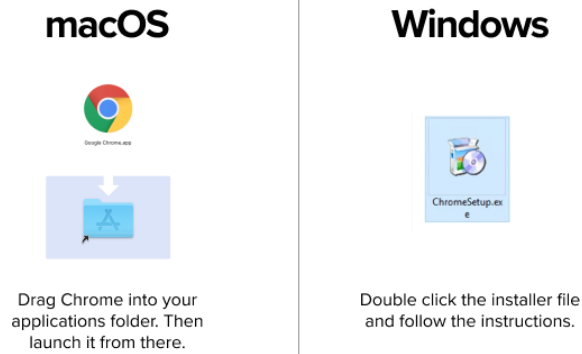 macOS
Google Chrome.app
Drag Chrome into your
applications folder. Then
launch it from there.
Windows
ChromeSetup.ex
e
Double click the installer file
and follow the instructions.